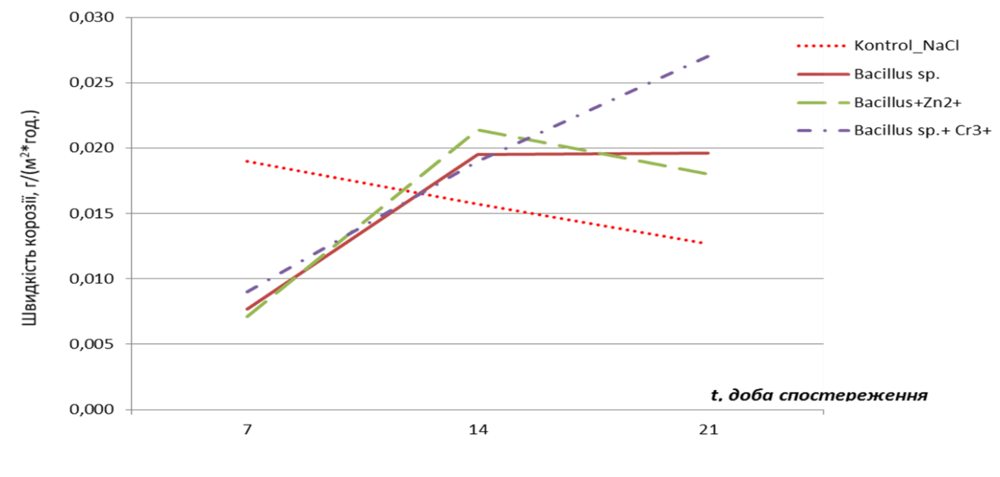 Швидкість корозії, г/(м²*год.)
0,030
0,025
0,020
0,015
0,010
0,005
0,000
7 14 21
t, доба спостереження
Kontrol_NaCl
Bacillus sp.
Bacillus+Zn2+
Bacillus sp.+ Cr3+